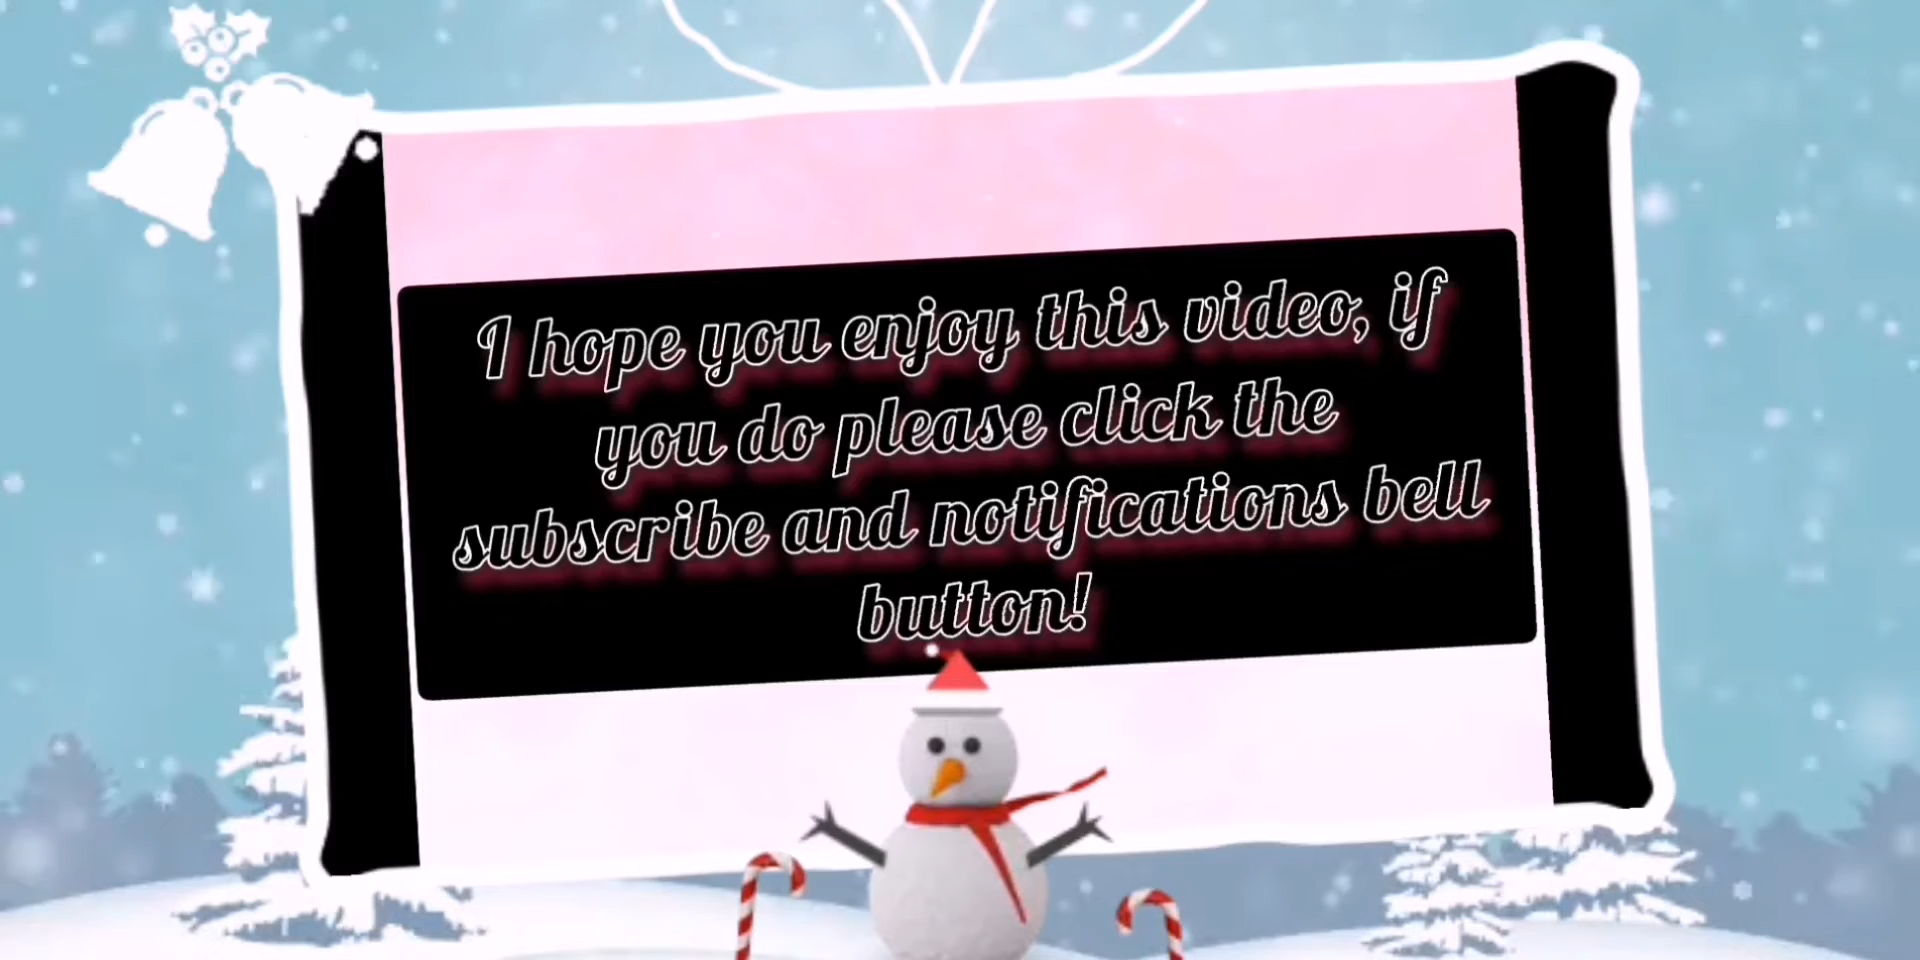 I hope you enjoy this video, if
you do please click the
subscribe and notifications bell
button!